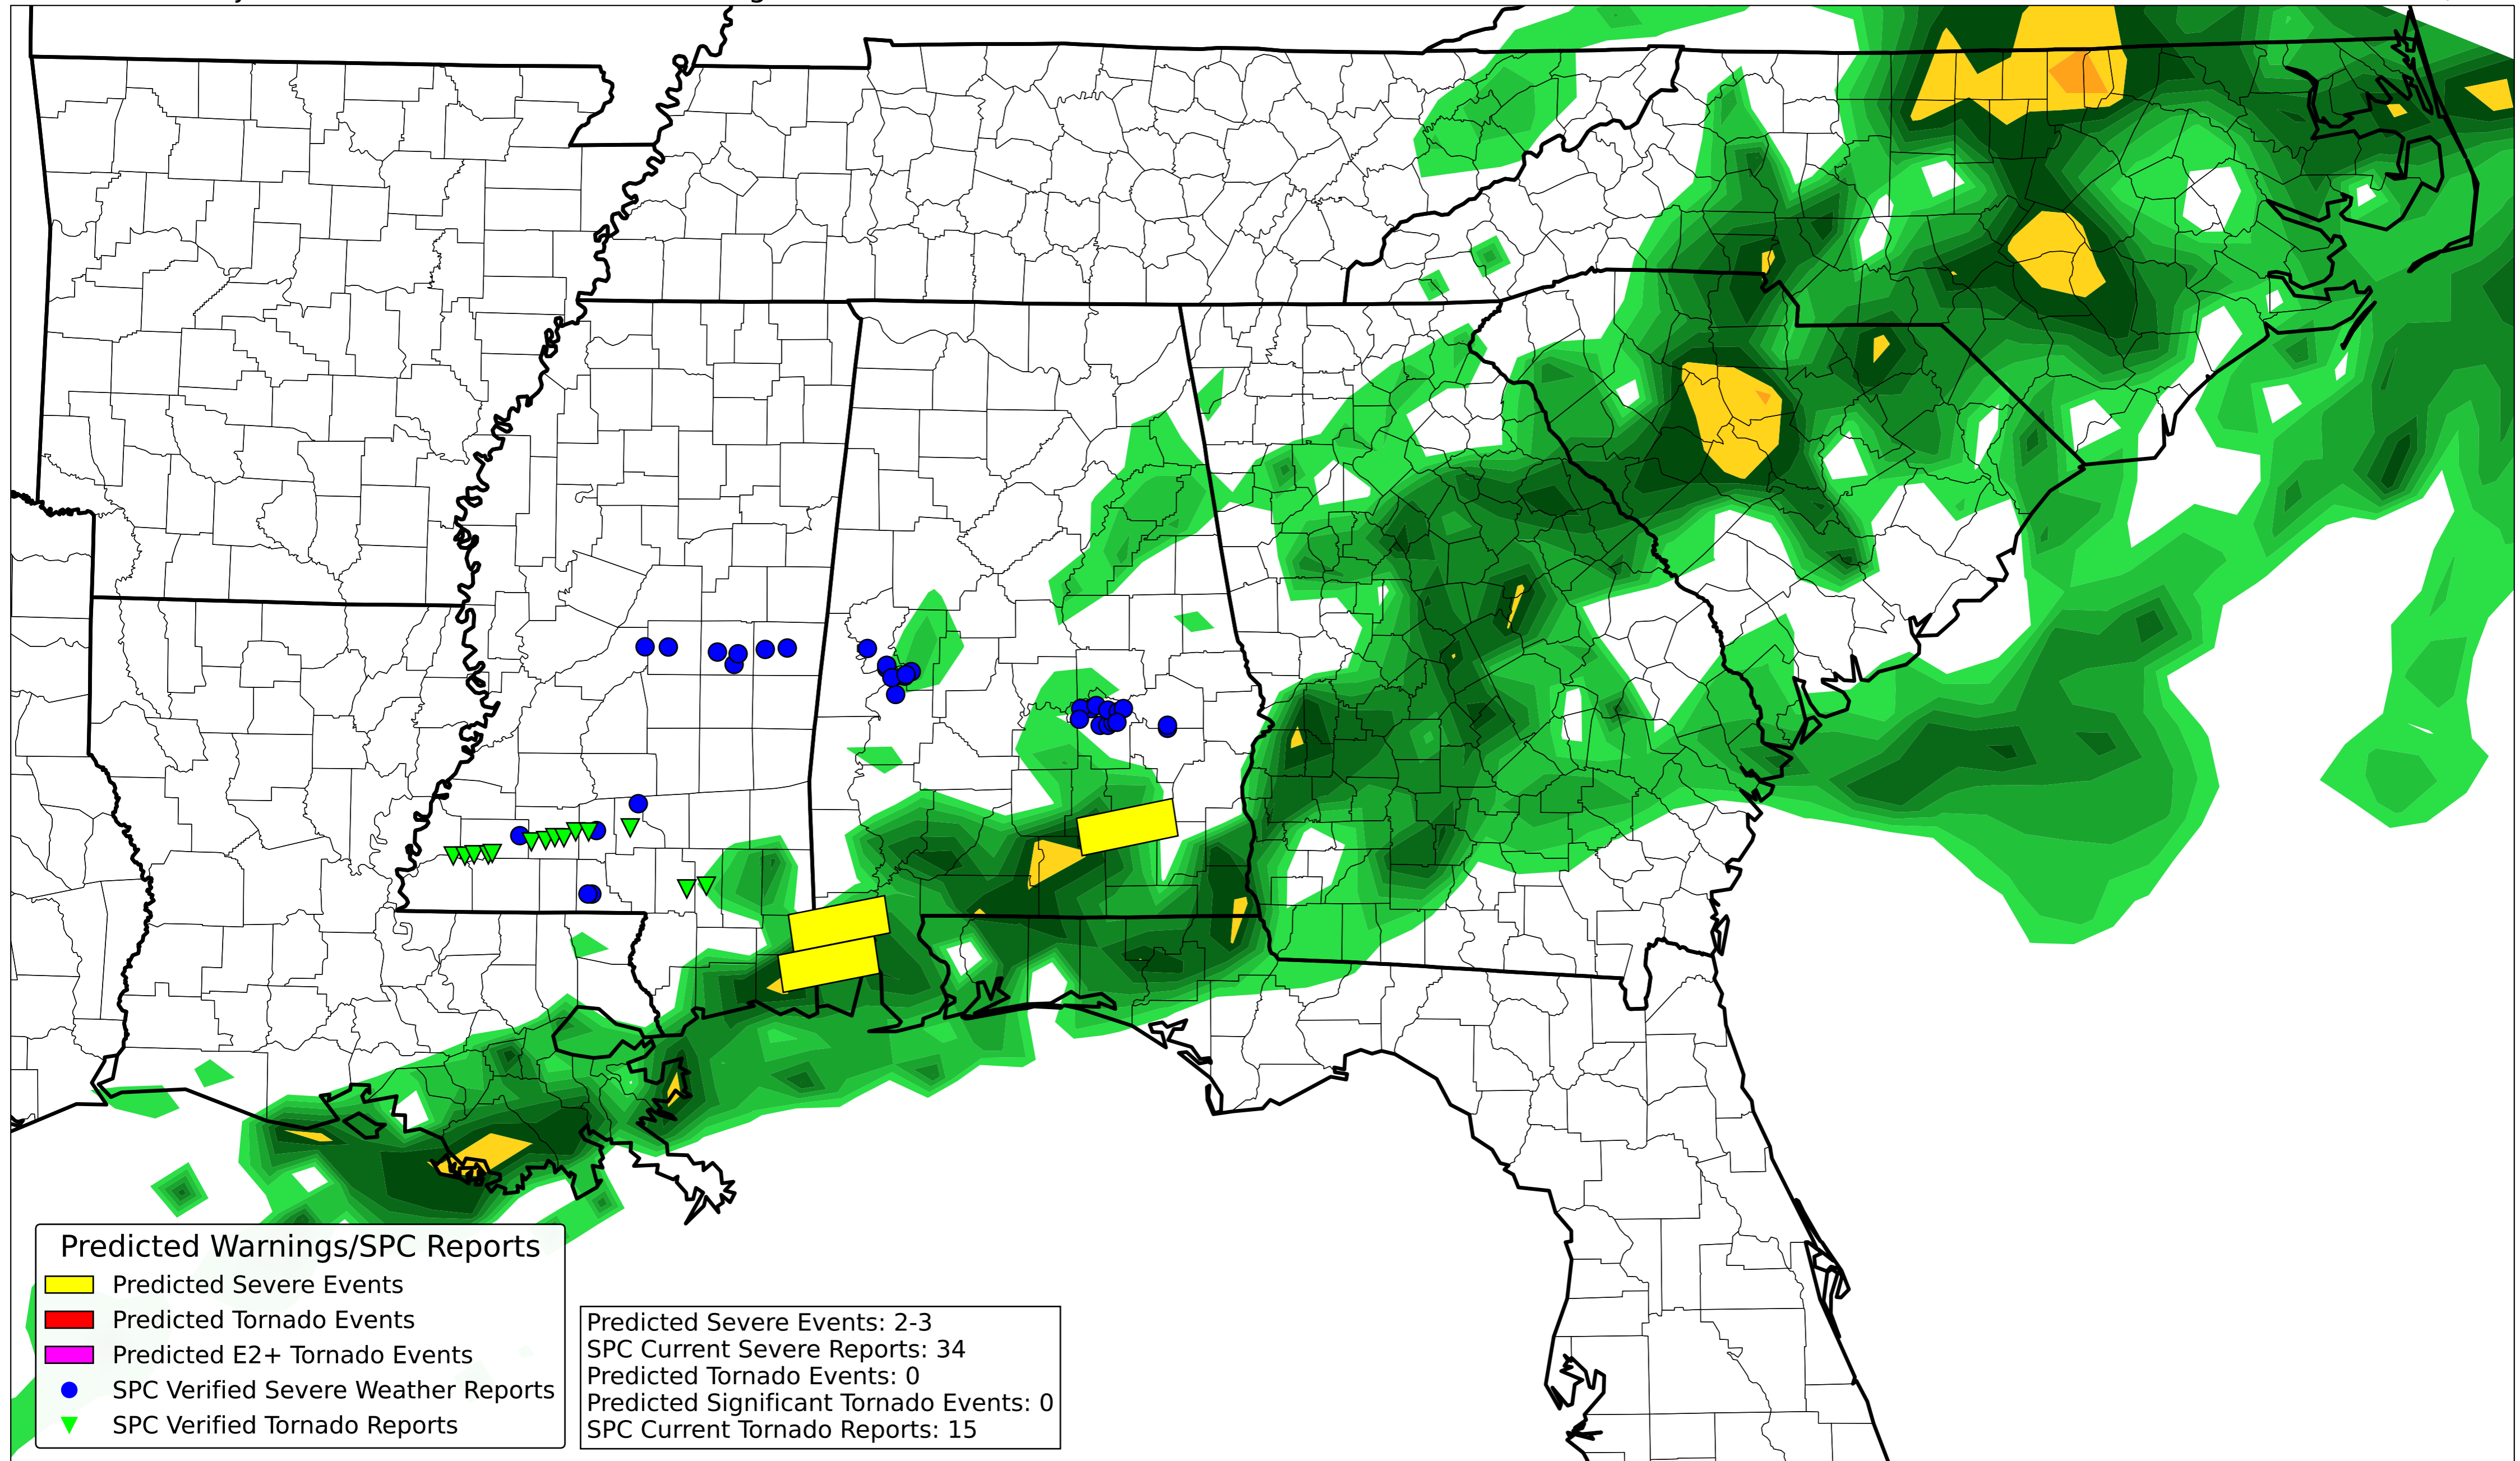 Predicted Warnings/SPC Reports
Predicted Severe Events
Predicted Tornado Events
Predicted E2+ Tornado Events
SPC Verified Severe Weather Reports
SPC Verified Tornado Reports
Predicted Severe Events: 2-3
SPC Current Severe Reports: 34
Predicted Tornado Events: 0
Predicted Significant Tornado Events: 0
SPC Current Tornado Reports: 15